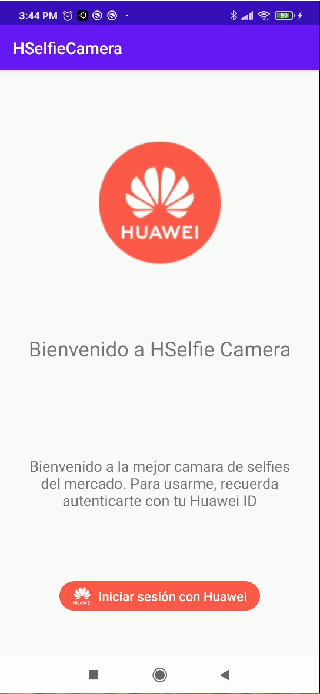 3:44 PM
HSelfieCamera
HUAWEI
Bienvenido a HSelfie Camera
Bienvenido a la mejor camara de selfies
del mercado. Para usarme, recuerda
autenticarte con tu Huawei ID
Iniciar sesión con Huawei